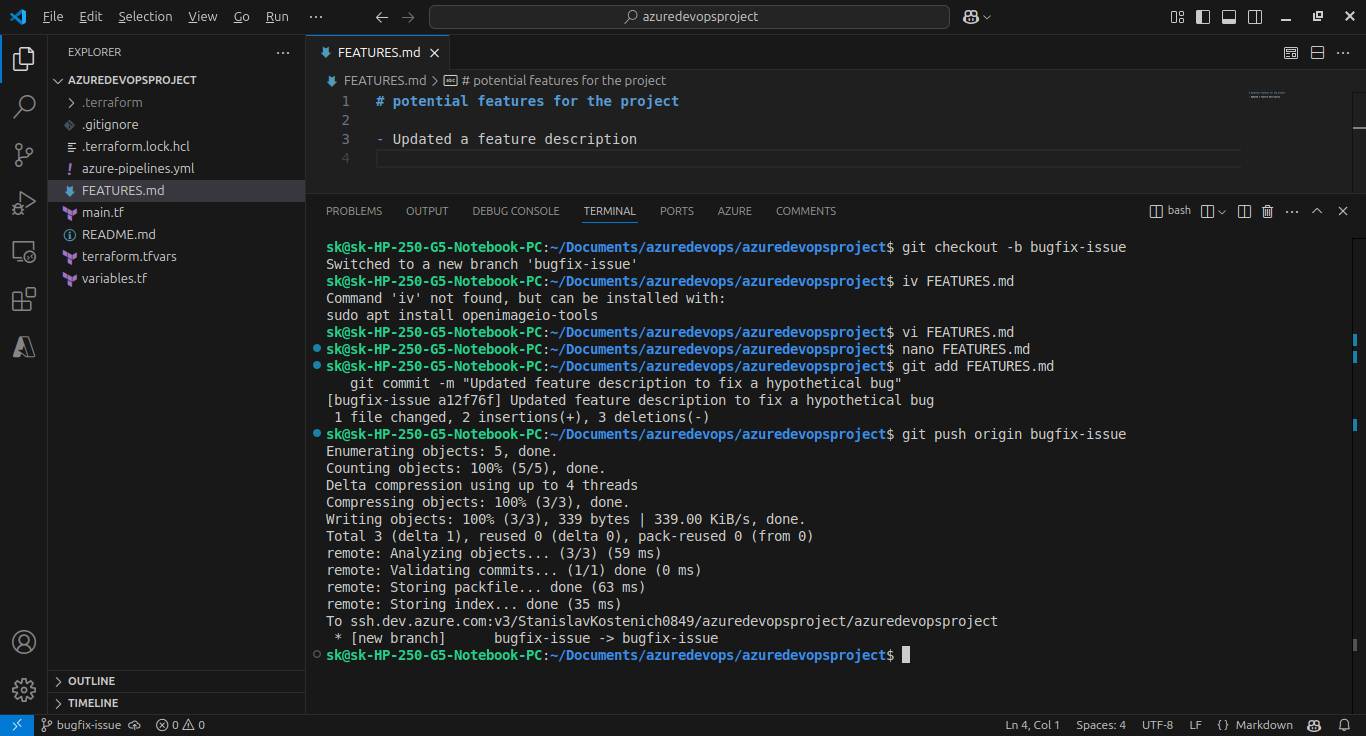 File Edit Selection View Go Run ···
azuredevopsproject
EXPLORER
AZUREDEVOPSPROJECT
.terraform
.gitignore
.terraform.lock.hcl
azure-pipelines.yml
FEATURES.md
main.tf
README.md
terraform.tfvars
variables.tf
OUTLINE
TIMELINE
FEATURES.md
FEATURES.md > # potential features for the project
1 # potential features for the project
2
3 - Updated a feature description
4
PROBLEMS OUTPUT DEBUG CONSOLE TERMINAL PORTS AZURE COMMENTS
bash
sk@sk-HP-250-G5-Notebook-PC:~/Documents/azuredevops/azuredevopsproject$ git checkout -b bugfix-issue
Switched to a new branch 'bugfix-issue'
sk@sk-HP-250-G5-Notebook-PC:~/Documents/azuredevops/azuredevopsproject$ iv FEATURES.md
Command 'iv' not found, but can be installed with:
sudo apt install openimageio-tools
sk@sk-HP-250-G5-Notebook-PC:~/Documents/azuredevops/azuredevopsproject$ vi FEATURES.md
sk@sk-HP-250-G5-Notebook-PC:~/Documents/azuredevops/azuredevopsproject$ nano FEATURES.md
sk@sk-HP-250-G5-Notebook-PC:~/Documents/azuredevops/azuredevopsproject$ git add FEATURES.md
git commit -m "Updated feature description to fix a hypothetical bug"
[bugfix-issue a12f76f] Updated feature description to fix a hypothetical bug
1 file changed, 2 insertions(+), 3 deletions(-)
sk@sk-HP-250-G5-Notebook-PC:~/Documents/azuredevops/azuredevopsproject$ git push origin bugfix-issue
Enumerating objects: 5, done.
Counting objects: 100% (5/5), done.
Delta compression using up to 4 threads
Compressing objects: 100% (3/3), done.
Writing objects: 100% (3/3), 339 bytes | 339.00 KiB/s, done.
Total 3 (delta 1), reused 0 (delta 0), pack-reused 0 (from 0)
remote: Analyzing objects... (3/3) (59 ms)
remote: Validating commits... (1/1) done (0 ms)
remote: Storing packfile... done (63 ms)
remote: Storing index... done (35 ms)
To ssh.dev.azure.com:v3/StanislavKostenich0849/azuredevopsproject/azuredevopsproject
* [new branch] bugfix-issue -> bugfix-issue
sk@sk-HP-250-G5-Notebook-PC:~/Documents/azuredevops/azuredevopsproject$
bugfix-issue 0 0 Ln 4, Col 1 Spaces: 4 UTF-8 LF {} Markdown